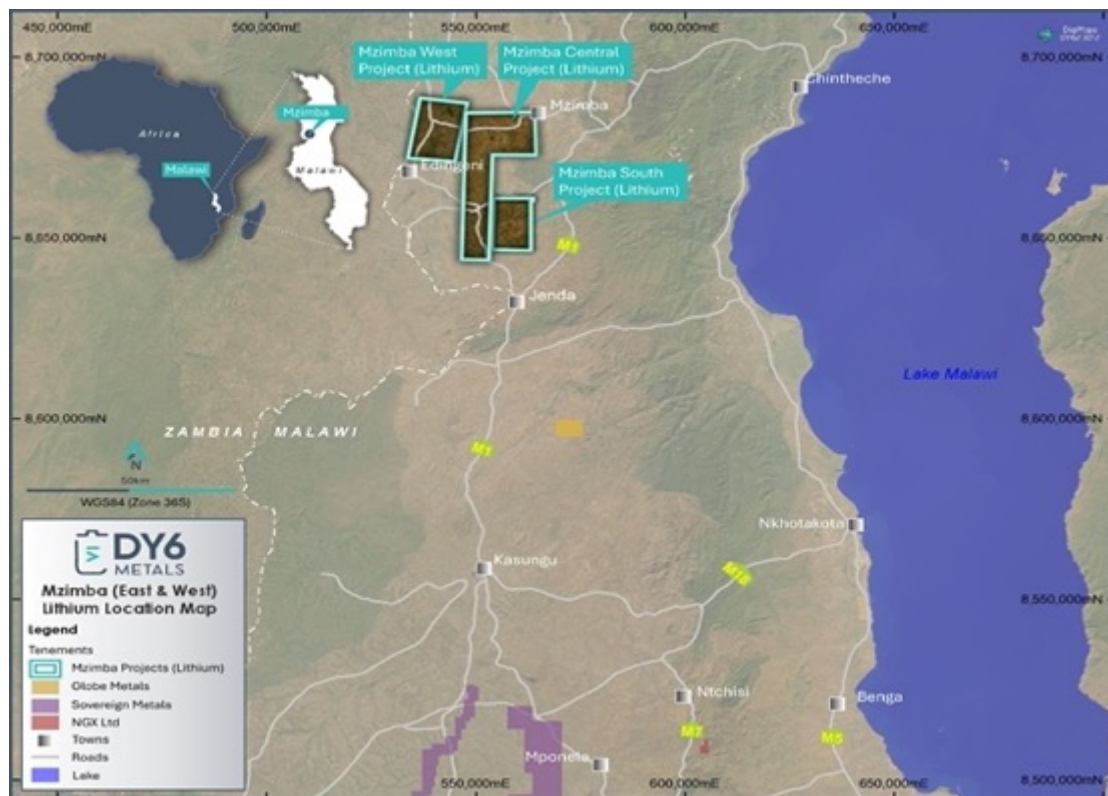 450,000mE 500,000mE 550,000mE 600,000mE 650,000mE
8,700,000mN 8,700,000mN
Mzimba West
Project (Lithium)
Mzimba Central
Project (Lithium)
Chintheche
Mzimba
Mzimba
Africa
Malawi
Malawi
Edingeni
Mzimba South
Project (Lithium)
8,650,000mN 8,650,000mN
M1
Jenda
Lake Malawi
8,600,000mN 8,600,000mN
ZAMBIA MALAWI
M1
N
50km
WGS84 (Zone 36S)
Nkhotakota
Kasungu
M18
8,550,000mN
DY6
METALS
Mzimba (East & West)
Lithium Location Map
Legend
Tenements
Mzimba Projects (Lithium)
Globe Metals
Sovereign Metals
NGX Ltd
Towns
Roads
Lake
Ntchisi
Benga
M7
M5
Mponela
550,000mE 600,000mE 650,000mE 8,500,000mN